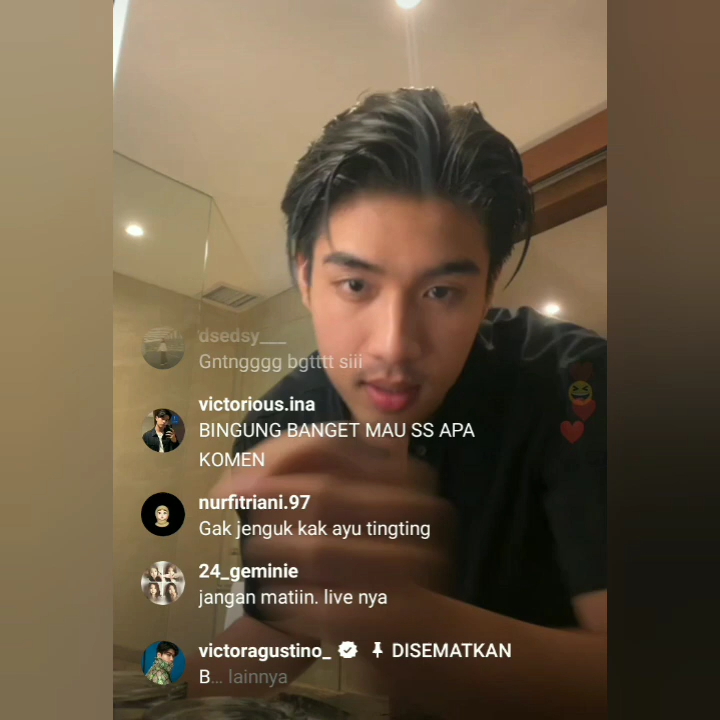 dsedsy___
Gntngggg bgtttt siii
victorious.ina
BINGUNG BANGET MAU SS APA
KOMEN
nurfitriani.97
Gak jenguk kak ayu tingting
24_geminie
jangan matiin. live nya
victoragustino_ DISEMATKAN
B... lainnya